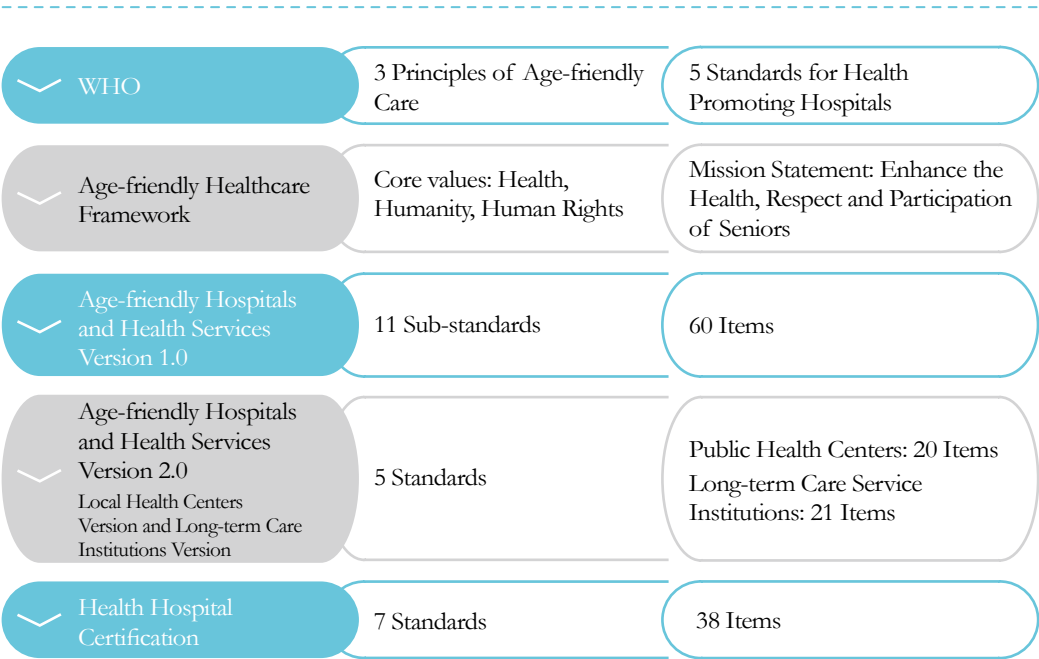 WHO
3 Principles of Age-friendly
Care
5 Standards for Health
Promoting Hospitals
Age-friendly Healthcare
Framework
Core values: Health,
Humanity, Human Rights
Mission Statement: Enhance the
Health, Respect and Participation
of Seniors
Age-friendly Hospitals
and Health Services
Version 1.0
11 Sub-standards
60 Items
Age-friendly Hospitals
and Health Services
Version 2.0
Local Health Centers
Version and Long-term Care
Institutions Version
5 Standards
Public Health Centers: 20 Items
Long-term Care Service
Institutions: 21 Items
Health Hospital
Certification
7 Standards
38 Items